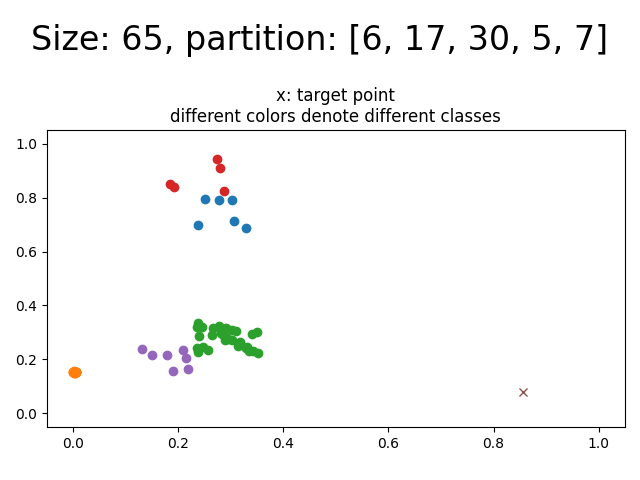 Size: 65, partition: [6, 17, 30, 5, 7]
x: target point
different colors denote different classes
1.0
0.8
0.6
0.4
0.2
0.0
0.0 0.2 0.4 0.6 0.8 1.0